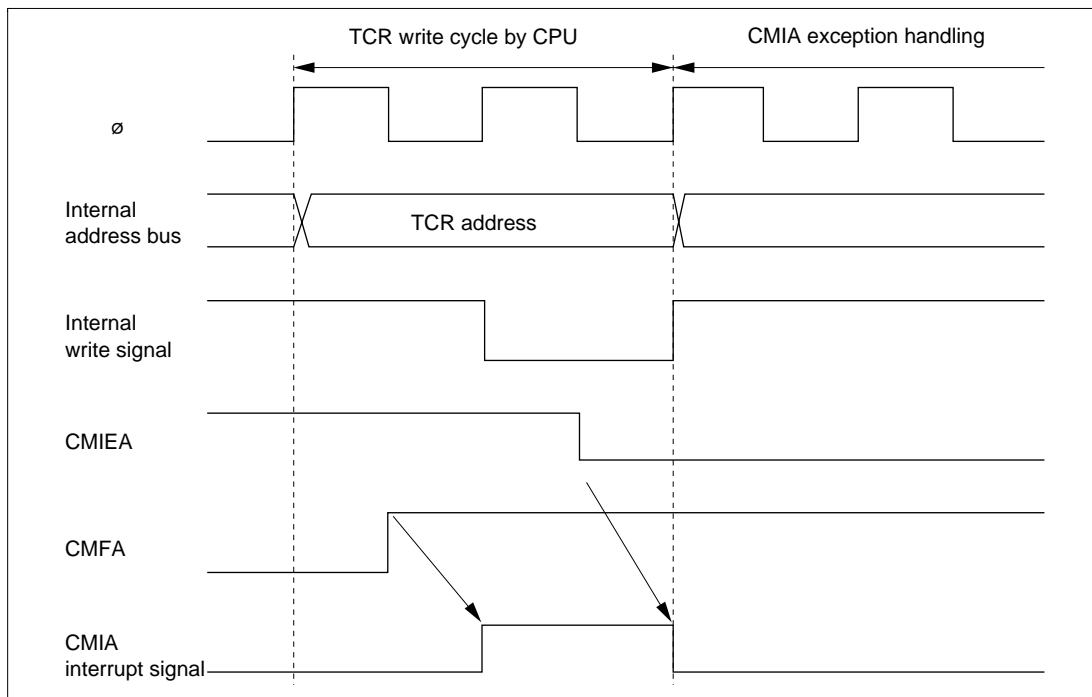 TCR write cycle by CPU
CMIA exception handling
ø
Internal
address bus
TCR address
Internal
write signal
CMIEA
CMFA
CMIA
interrupt signal